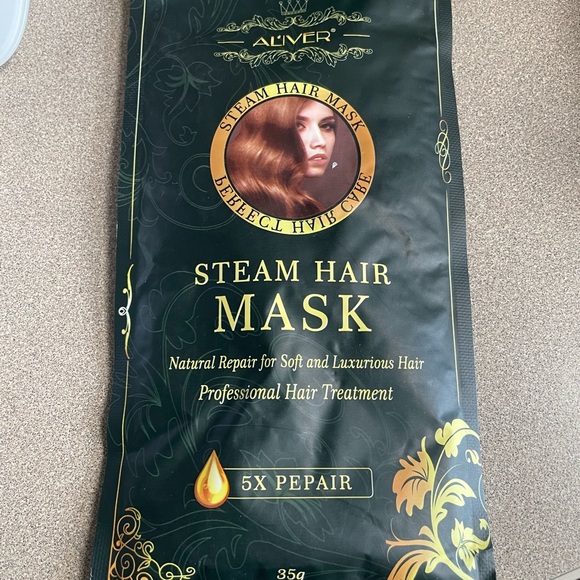 ALIVER®
STEAM HAIR MASK
PERFECT HAIR CARE
STEAM HAIR
MASK
Natural Repair for Soft and Luxurious Hair
Professional Hair Treatment
5X PEPAIR
35g